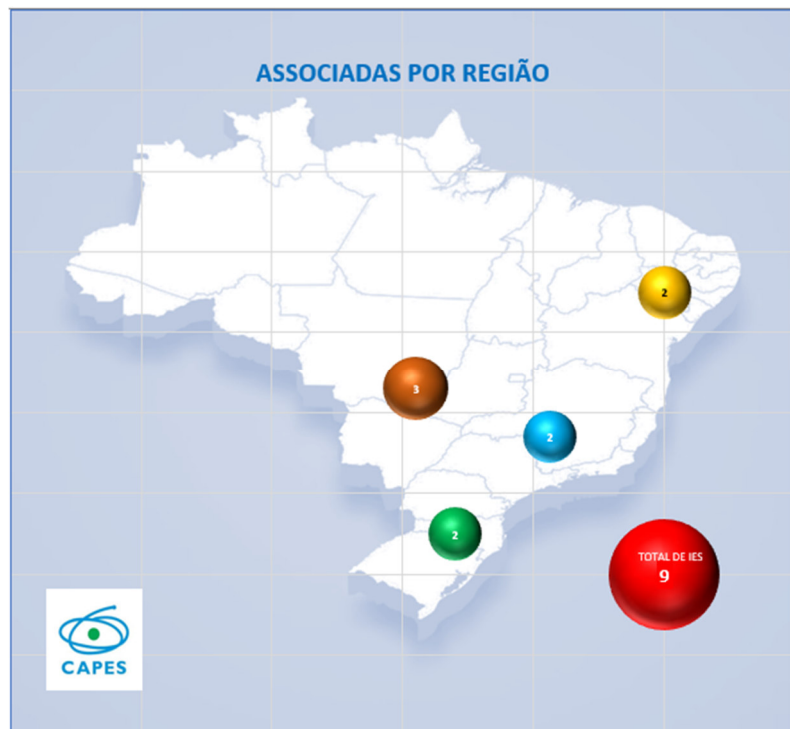 ASSOCIADAS POR REGIÃO
2
3
2
2
TOTAL DE IES
9
CAPES